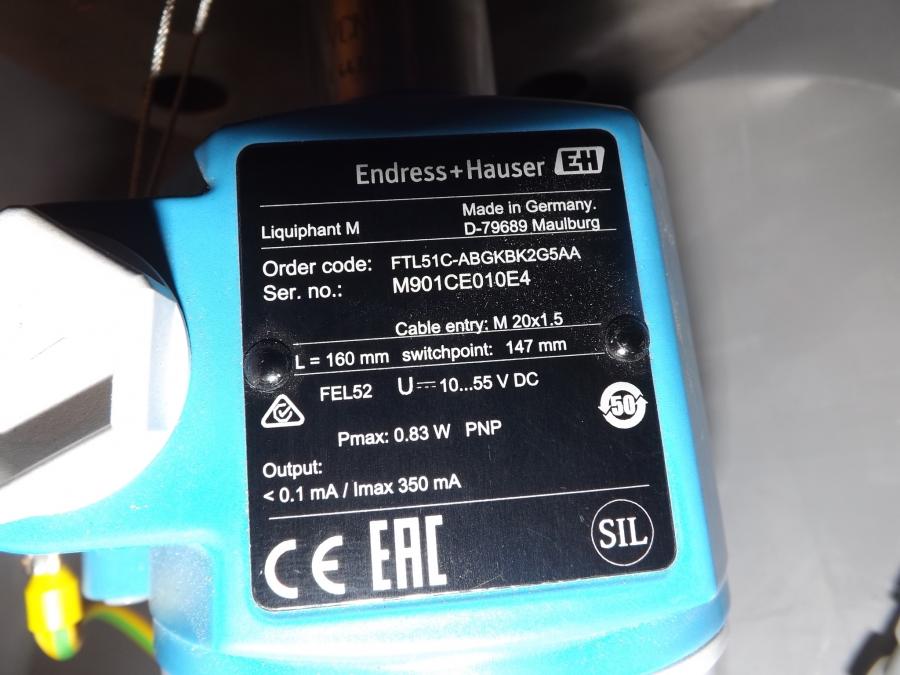 Endress+Hauser EH
Liquiphant M
Made in Germany.
D-79689 Maulburg
Order code: FTL51C-ABGKBK2G5AA
Ser. no.: M901CE010E4
Cable entry: M 20x1.5
L = 160 mm switchpoint: 147 mm
FEL52 U⎓10...55 V DC
50
Pmax: 0.83 W PNP
Output:
< 0.1 mA / Imax 350 mA
CE EAC SIL